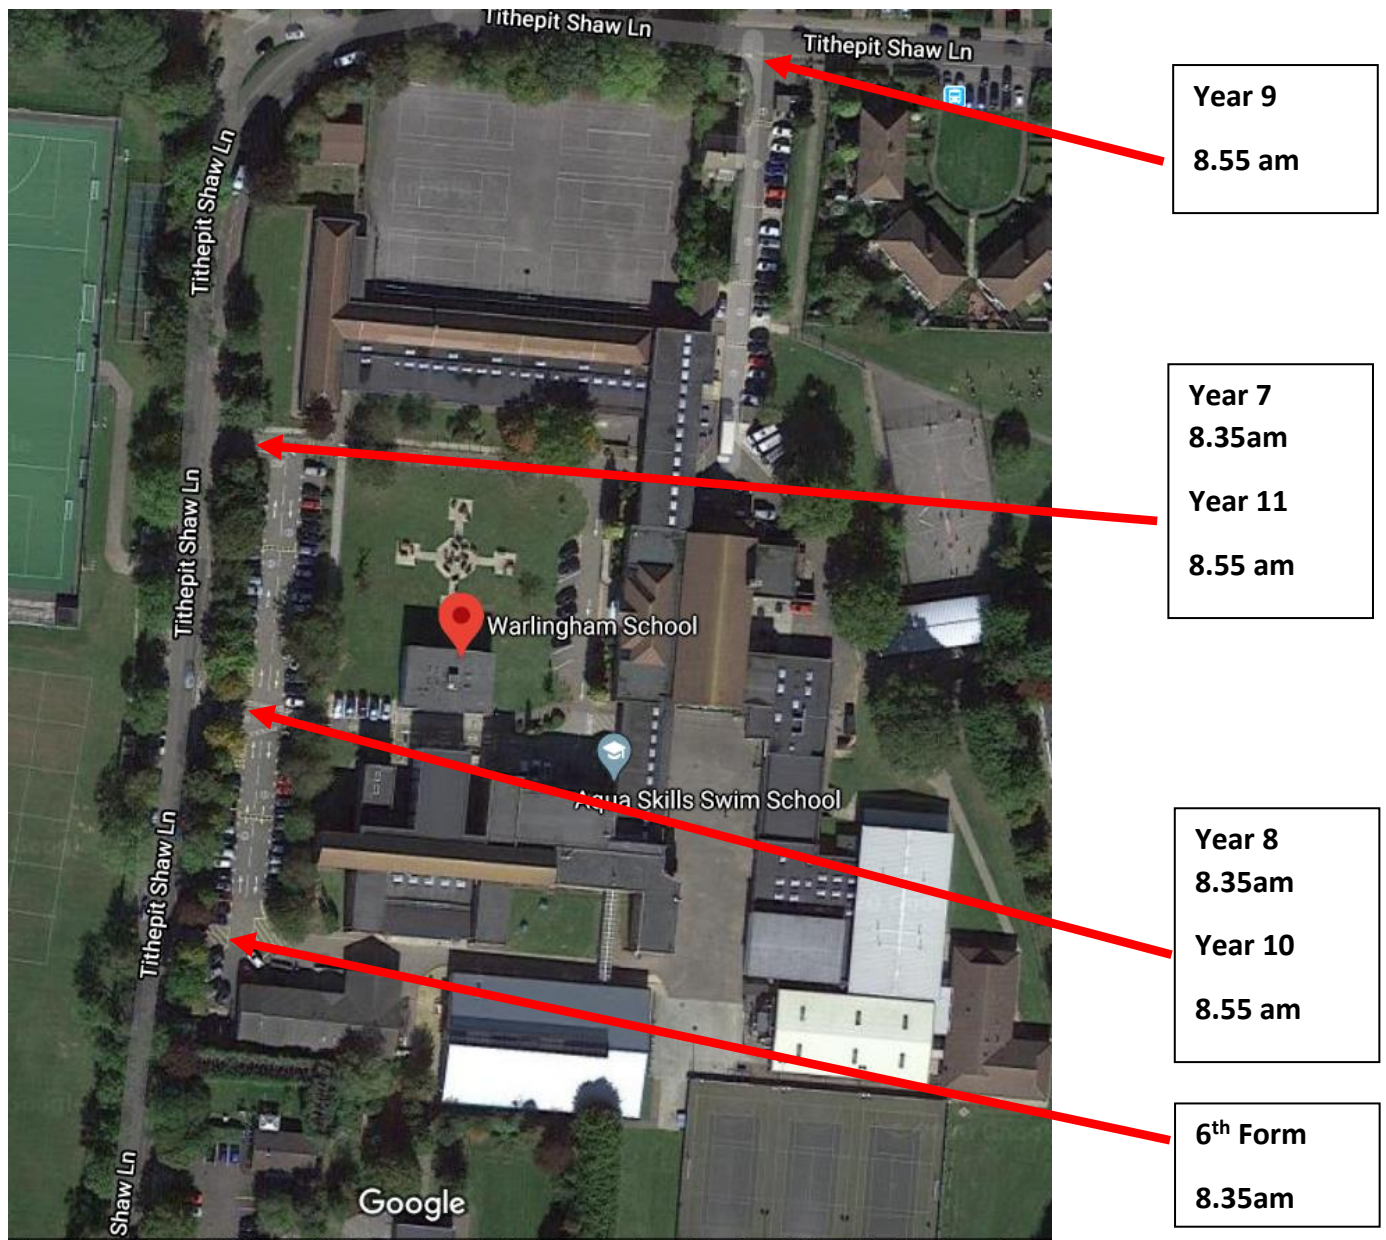 Tithepit Shaw Ln
Tithepit Shaw Ln
Year 9
8.55 am
Tithepit Shaw Ln
Year 7
8.35am
Year 11
8.55 am
Tithepit Shaw Ln
Warlingham School
Aqua Skills Swim School
Tithepit Shaw Ln
Year 8
8.35am
Year 10
8.55 am
6th Form
8.35am
Shaw Ln
Google